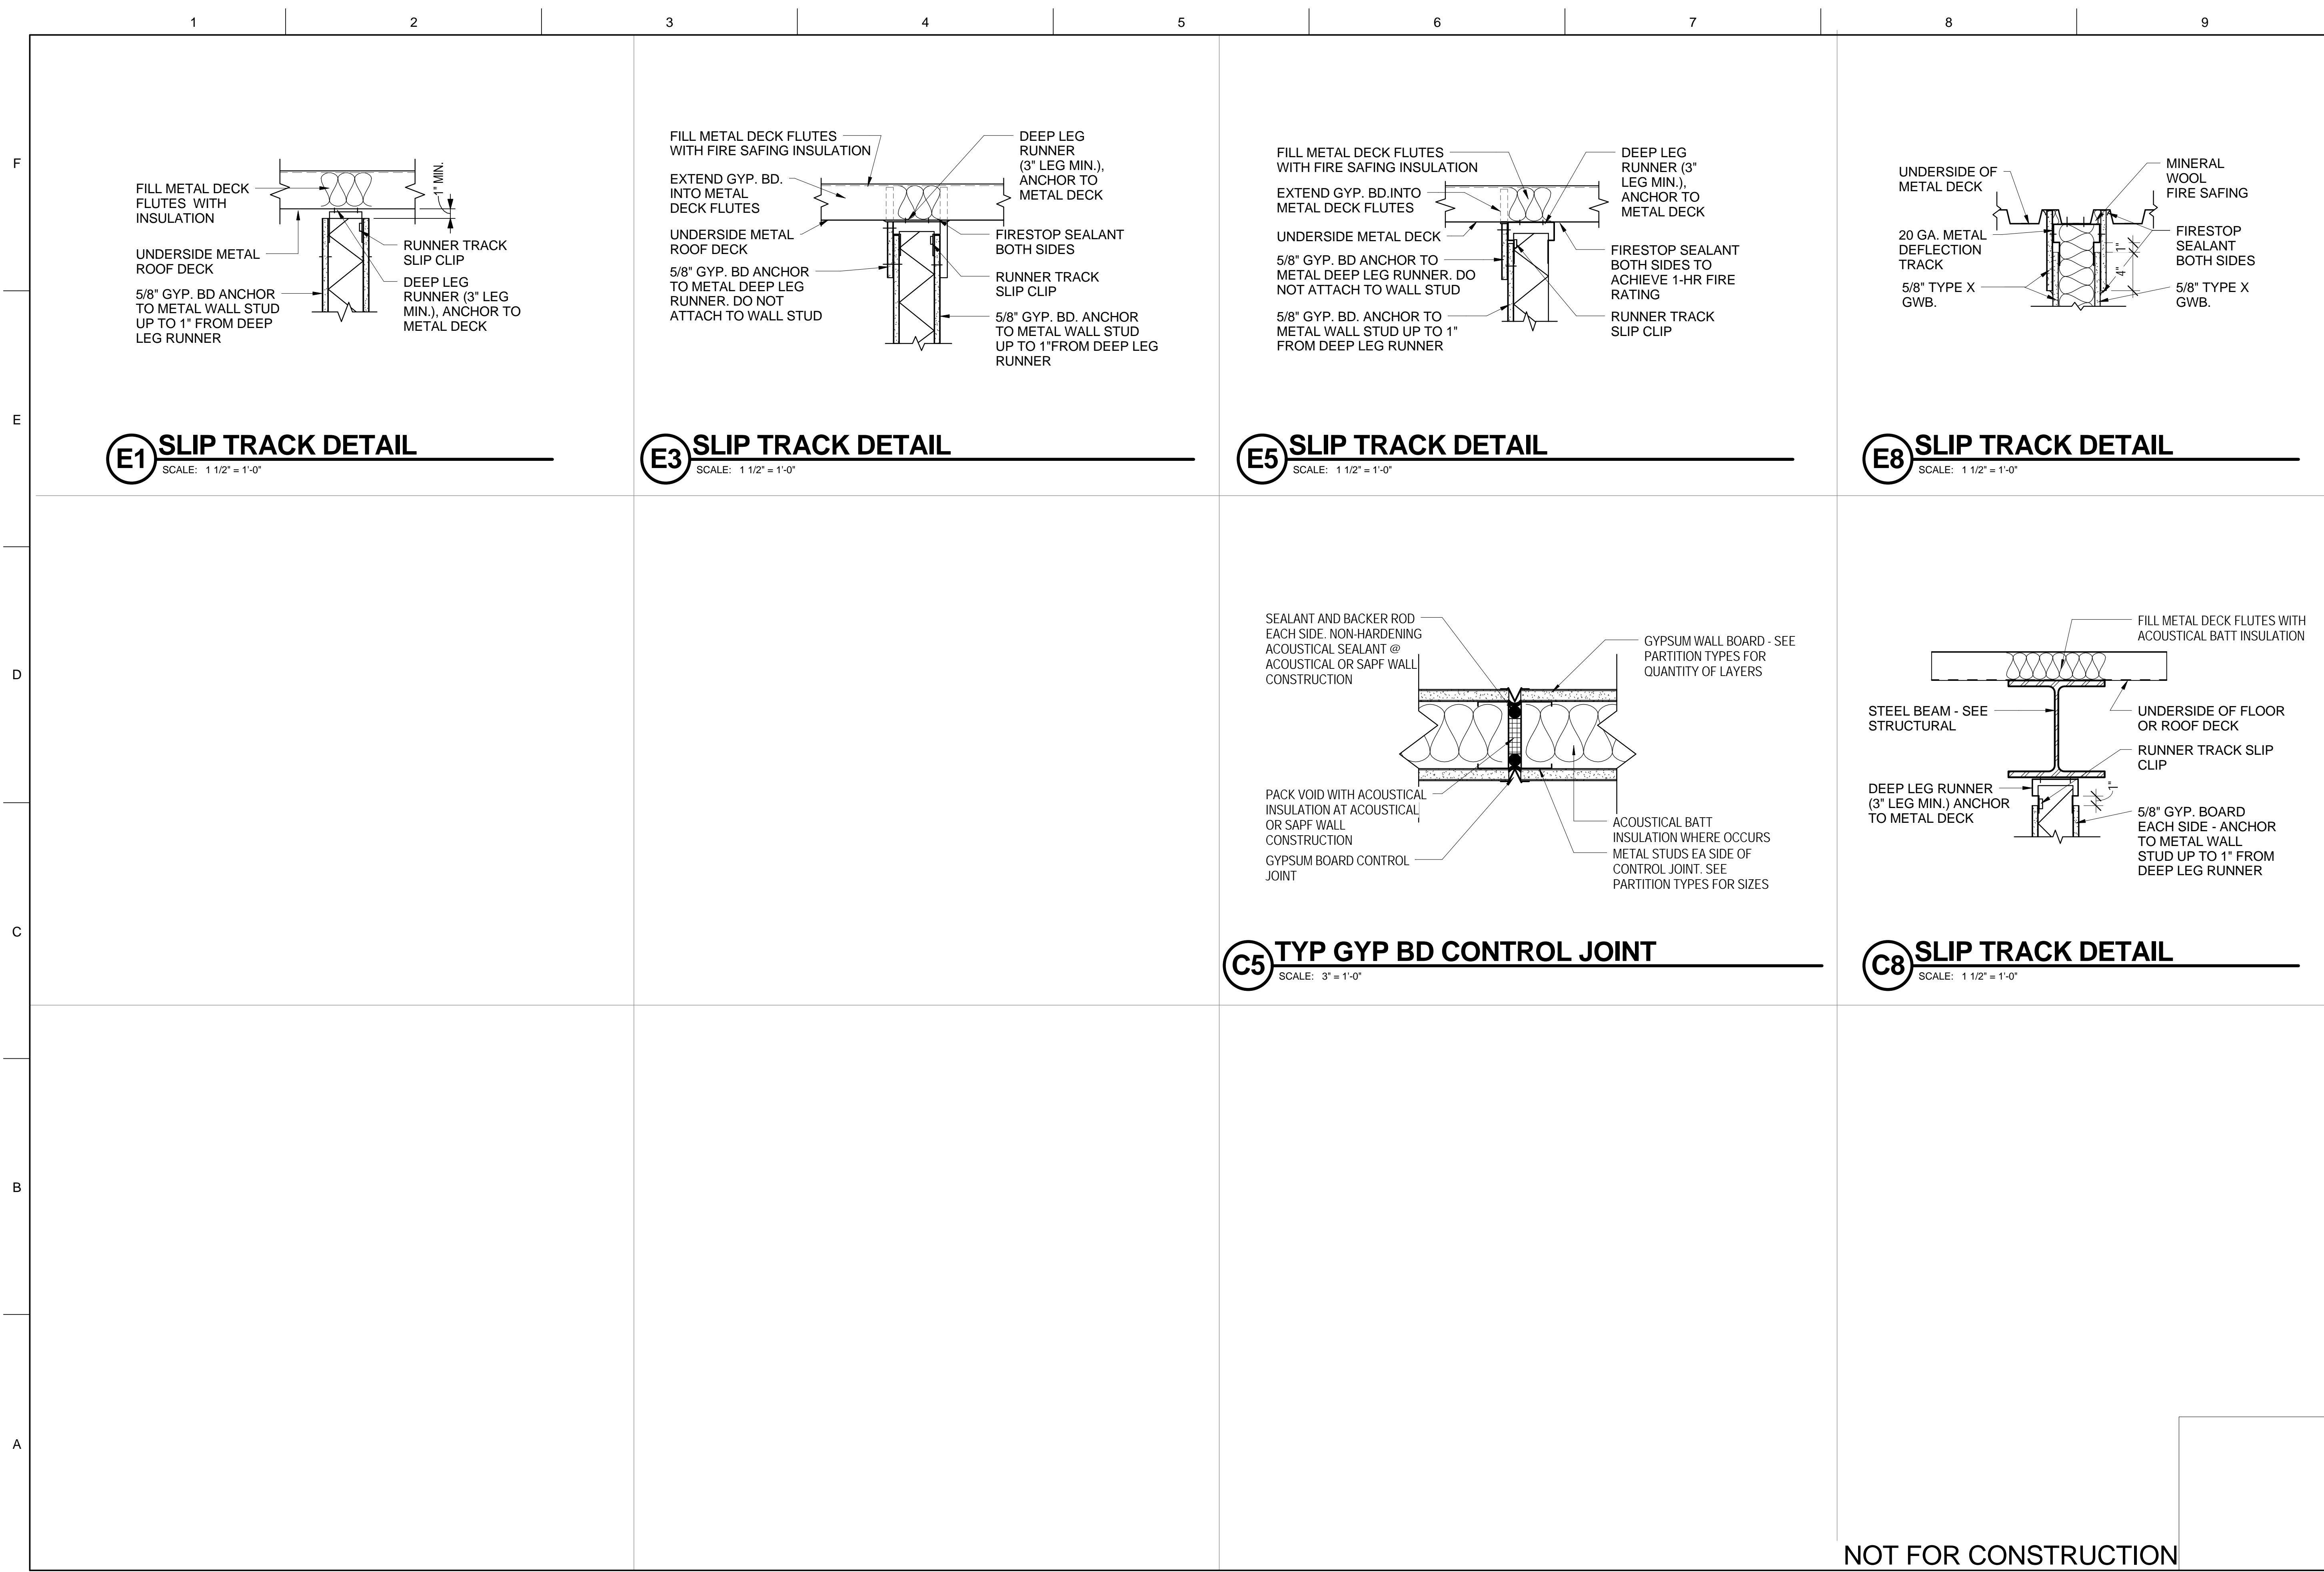 1 2 3 4 5 6 7 8 9
F
E
D
C
B
A
FILL METAL DECK
FLUTES WITH
INSULATION
UNDERSIDE METAL
ROOF DECK
5/8" GYP. BD ANCHOR
TO METAL WALL STUD
UP TO 1" FROM DEEP
LEG RUNNER
1" MIN.
RUNNER TRACK
SLIP CLIP
DEEP LEG
RUNNER (3" LEG
MIN.), ANCHOR TO
METAL DECK
E1 SLIP TRACK DETAIL
SCALE: 1 1/2" = 1'-0"
FILL METAL DECK FLUTES
WITH FIRE SAFING INSULATION
EXTEND GYP. BD.
INTO METAL
DECK FLUTES
UNDERSIDE METAL
ROOF DECK
5/8" GYP. BD ANCHOR
TO METAL DEEP LEG
RUNNER. DO NOT
ATTACH TO WALL STUD
DEEP LEG
RUNNER
(3" LEG MIN.),
ANCHOR TO
METAL DECK
FIRESTOP SEALANT
BOTH SIDES
RUNNER TRACK
SLIP CLIP
5/8" GYP. BD. ANCHOR
TO METAL WALL STUD
UP TO 1"FROM DEEP LEG
RUNNER
E3 SLIP TRACK DETAIL
SCALE: 1 1/2" = 1'-0"
FILL METAL DECK FLUTES
WITH FIRE SAFING INSULATION
EXTEND GYP. BD.INTO
METAL DECK FLUTES
UNDERSIDE METAL DECK
5/8" GYP. BD ANCHOR TO
METAL DEEP LEG RUNNER. DO
NOT ATTACH TO WALL STUD
5/8" GYP. BD. ANCHOR TO
METAL WALL STUD UP TO 1"
FROM DEEP LEG RUNNER
DEEP LEG
RUNNER (3"
LEG MIN.),
ANCHOR TO
METAL DECK
FIRESTOP SEALANT
BOTH SIDES TO
ACHIEVE 1-HR FIRE
RATING
RUNNER TRACK
SLIP CLIP
E5 SLIP TRACK DETAIL
SCALE: 1 1/2" = 1'-0"
UNDERSIDE OF
METAL DECK
20 GA. METAL
DEFLECTION
TRACK
5/8" TYPE X
GWB.
MINERAL
WOOL
FIRE SAFING
FIRESTOP
SEALANT
BOTH SIDES
5/8" TYPE X
GWB.
1"
4"
E8 SLIP TRACK DETAIL
SCALE: 1 1/2" = 1'-0"
SEALANT AND BACKER ROD
EACH SIDE. NON-HARDENING
ACOUSTICAL SEALANT @
ACOUSTICAL OR SAPF WALL
CONSTRUCTION
PACK VOID WITH ACOUSTICAL
INSULATION AT ACOUSTICAL
OR SAPF WALL
CONSTRUCTION
GYPSUM BOARD CONTROL
JOINT
GYPSUM WALL BOARD - SEE
PARTITION TYPES FOR
QUANTITY OF LAYERS
ACOUSTICAL BATT
INSULATION WHERE OCCURS
METAL STUDS EA SIDE OF
CONTROL JOINT. SEE
PARTITION TYPES FOR SIZES
C5 TYP GYP BD CONTROL JOINT
SCALE: 3" = 1'-0"
STEEL BEAM - SEE
STRUCTURAL
DEEP LEG RUNNER
(3" LEG MIN.) ANCHOR
TO METAL DECK
FILL METAL DECK FLUTES WITH
ACOUSTICAL BATT INSULATION
UNDERSIDE OF FLOOR
OR ROOF DECK
RUNNER TRACK SLIP
CLIP
1"
5/8" GYP. BOARD
EACH SIDE - ANCHOR
TO METAL WALL
STUD UP TO 1" FROM
DEEP LEG RUNNER
C8 SLIP TRACK DETAIL
SCALE: 1 1/2" = 1'-0"
NOT FOR CONSTRUCTION